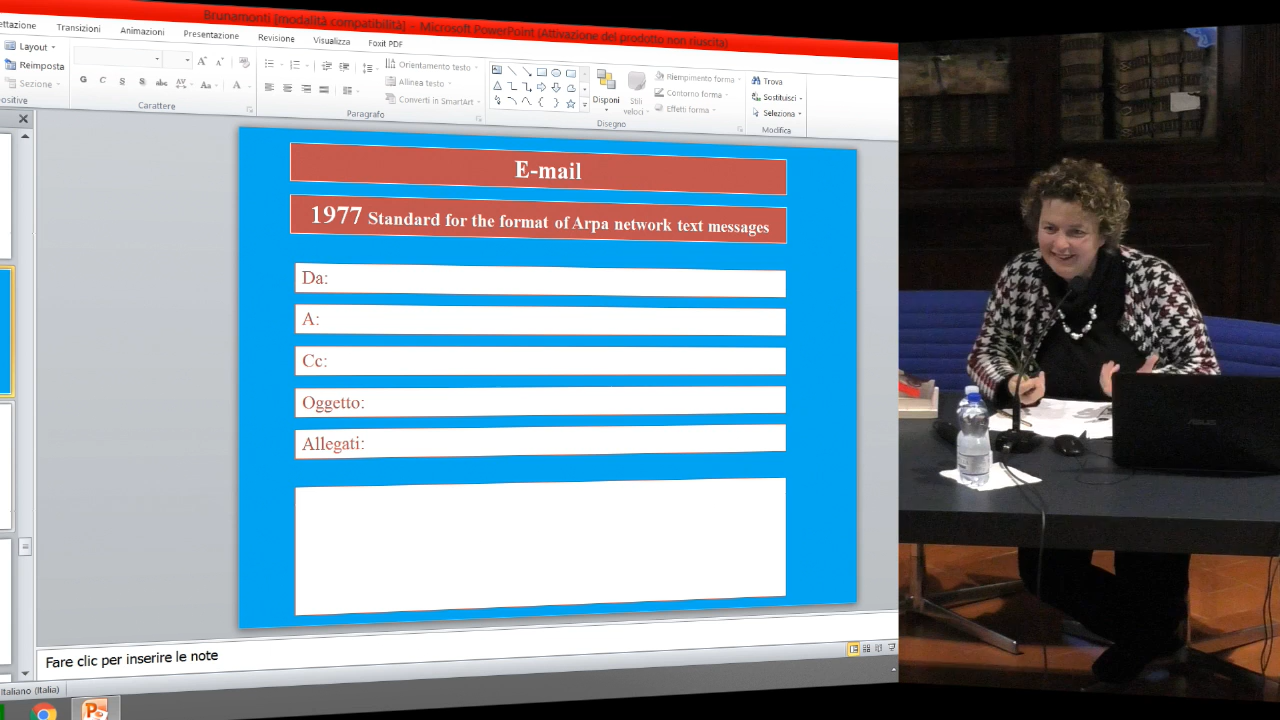 Brunamonti [modalità compatibilità] - Microsoft PowerPoint (Attivazione del prodotto non riuscita)
Transizioni Animazioni Presentazione Revisione Visualizza Foxit PDF
Layout
Reimposta
Sezione
Carattere
Orientamento testo
Allinea testo
Converti in SmartArt
Paragrafo
Disponi
Stili veloci
Riempimento forma
Contorno forma
Effetti forma
Disegno
Trova
Sostituisci
Seleziona
Modifica
E-mail
1977 Standard for the format of Arpa network text messages
Da:
A:
Cc:
Oggetto:
Allegati:
Fare clic per inserire le note
Italiano (Italia)
ASUS